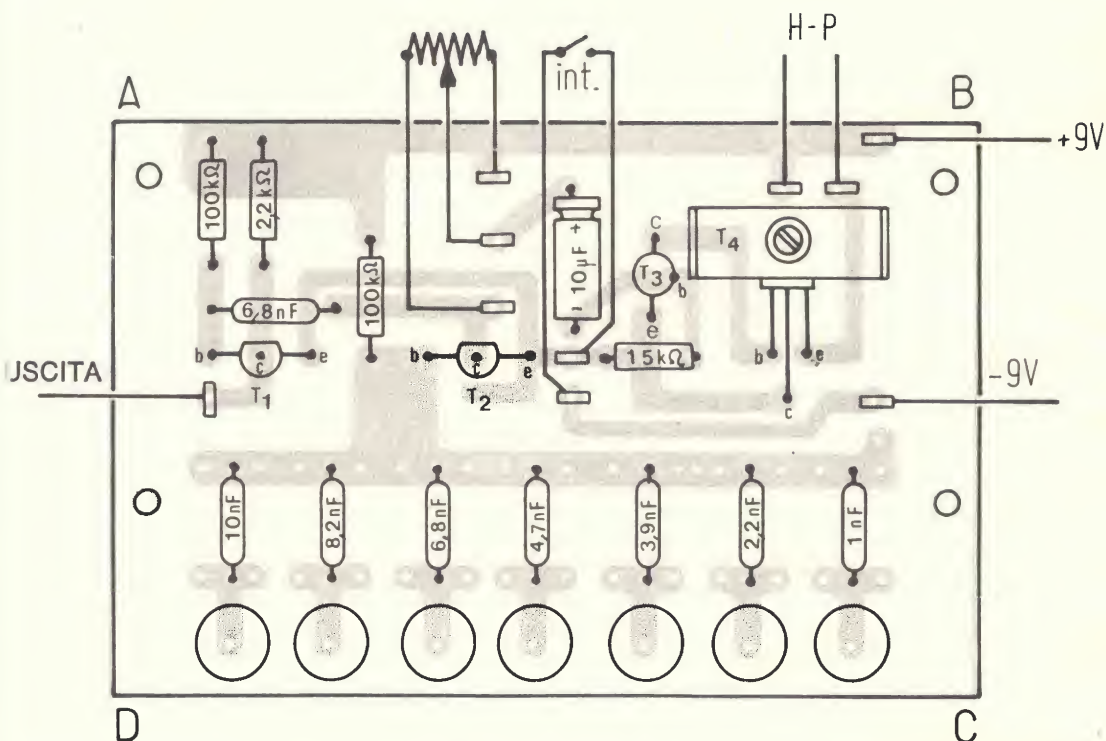 H-P
int.
A
B
+9V
100kΩ
2,2kΩ
100kΩ
6,8nF
+
10µF
-
c
T3
b
e
T4
b
e
c
15kΩ
b
c
e
T1
b
c
e
T2
USCITA
-9V
10nF
8,2nF
6,8nF
4,7nF
3,9nF
2,2nF
1nF
D
C